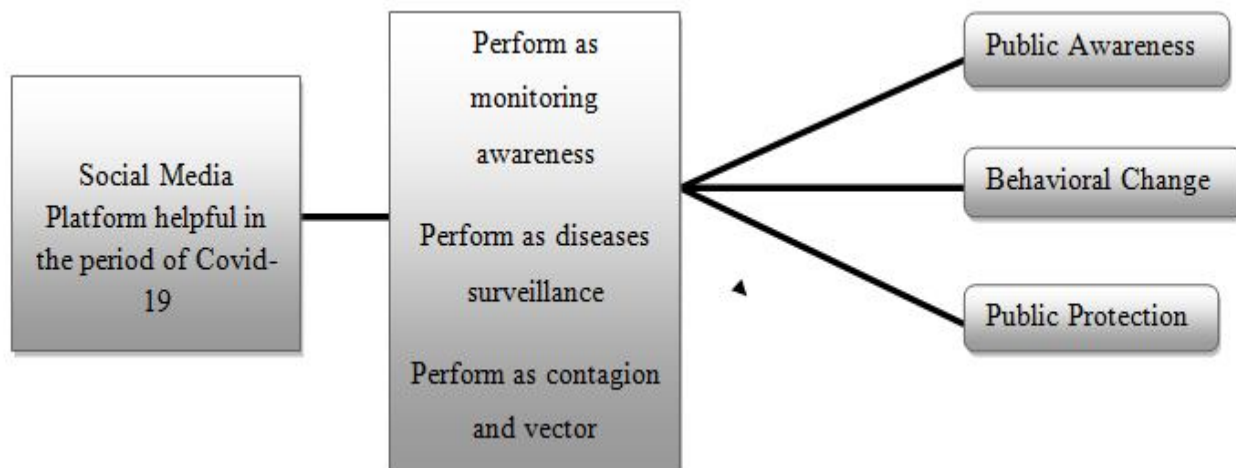 Social Media
Platform helpful in
the period of Covid-
19
Perform as
monitoring
awareness
Perform as diseases
surveillance
Perform as contagion
and vector
Public Awareness
Behavioral Change
Public Protection